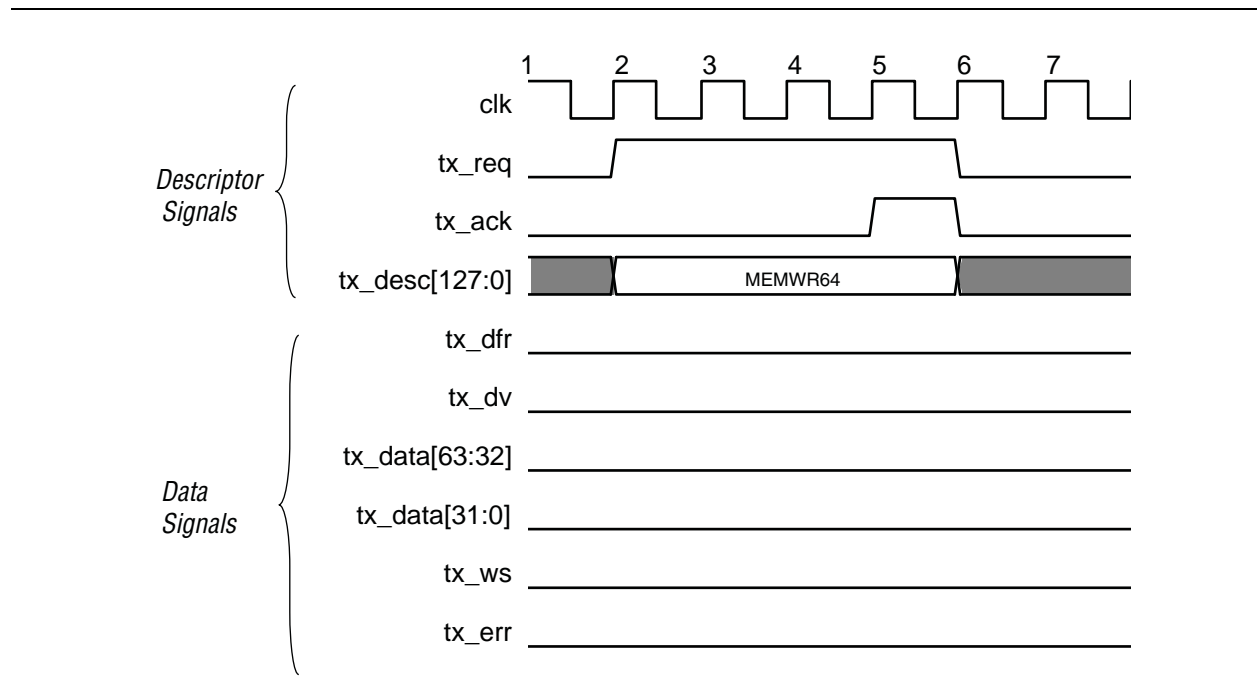 1 2 3 4 5 6 7
clk
tx_req
Descriptor
Signals
tx_ack
tx_desc[127:0] MEMWR64
tx_dfr
tx_dv
tx_data[63:32]
Data
Signals
tx_data[31:0]
tx_ws
tx_err